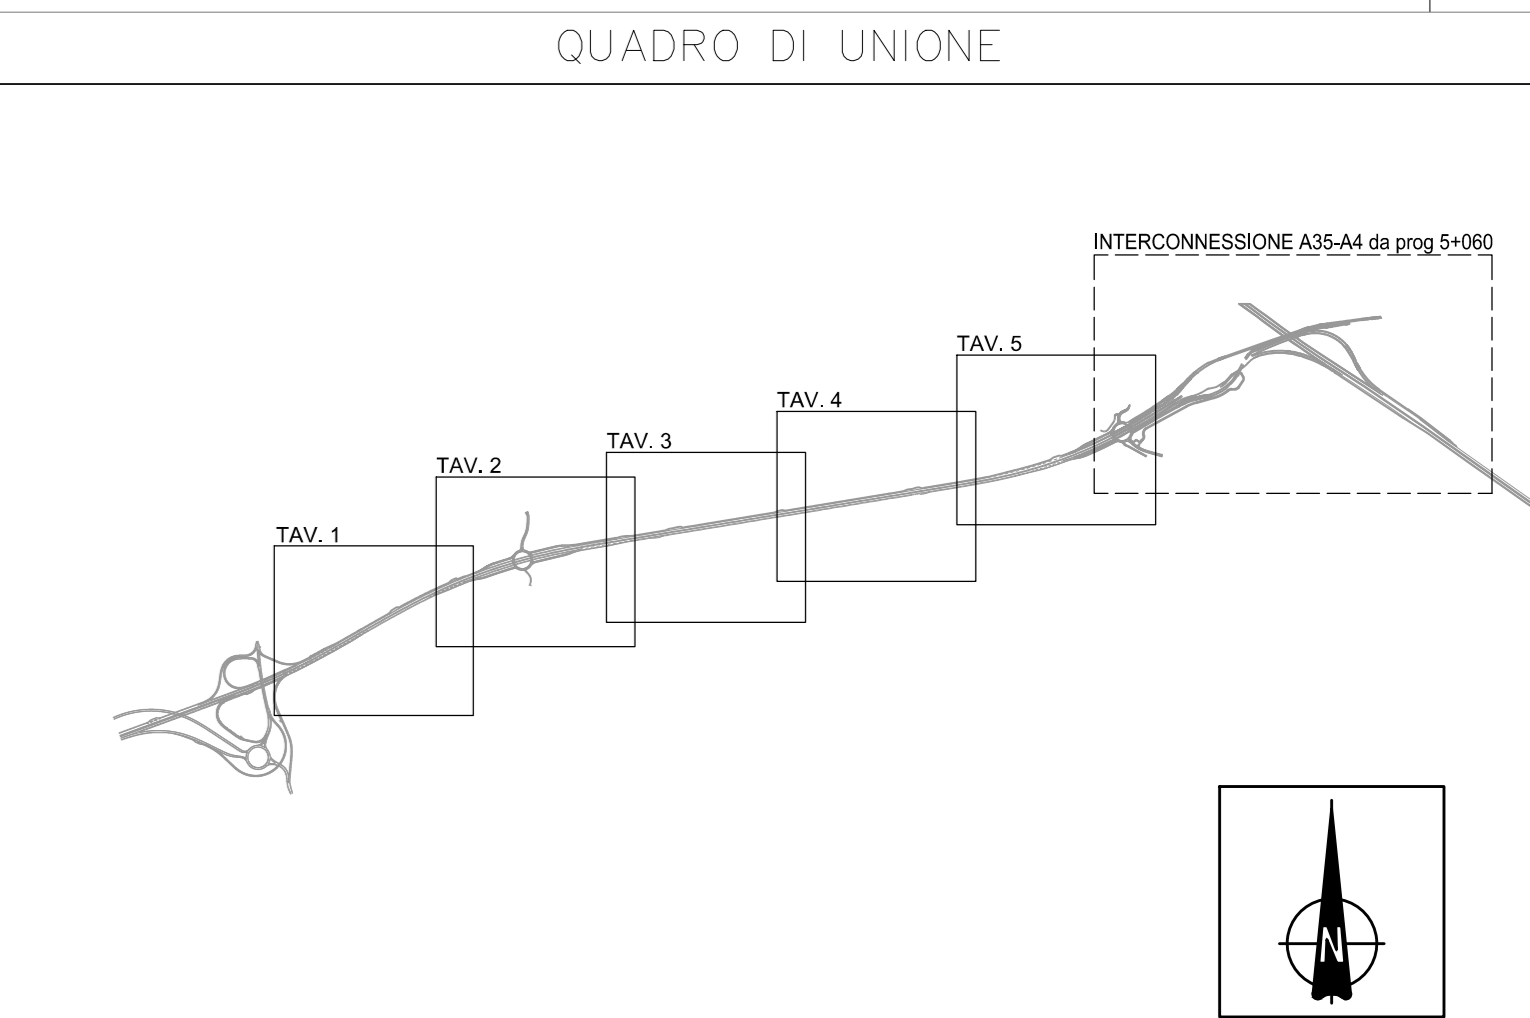 QUADRO DI UNIONE
INTERCONNESSIONE A35-A4 da prog 5+060
TAV. 5
TAV. 4
TAV. 3
TAV. 2
TAV. 1
N